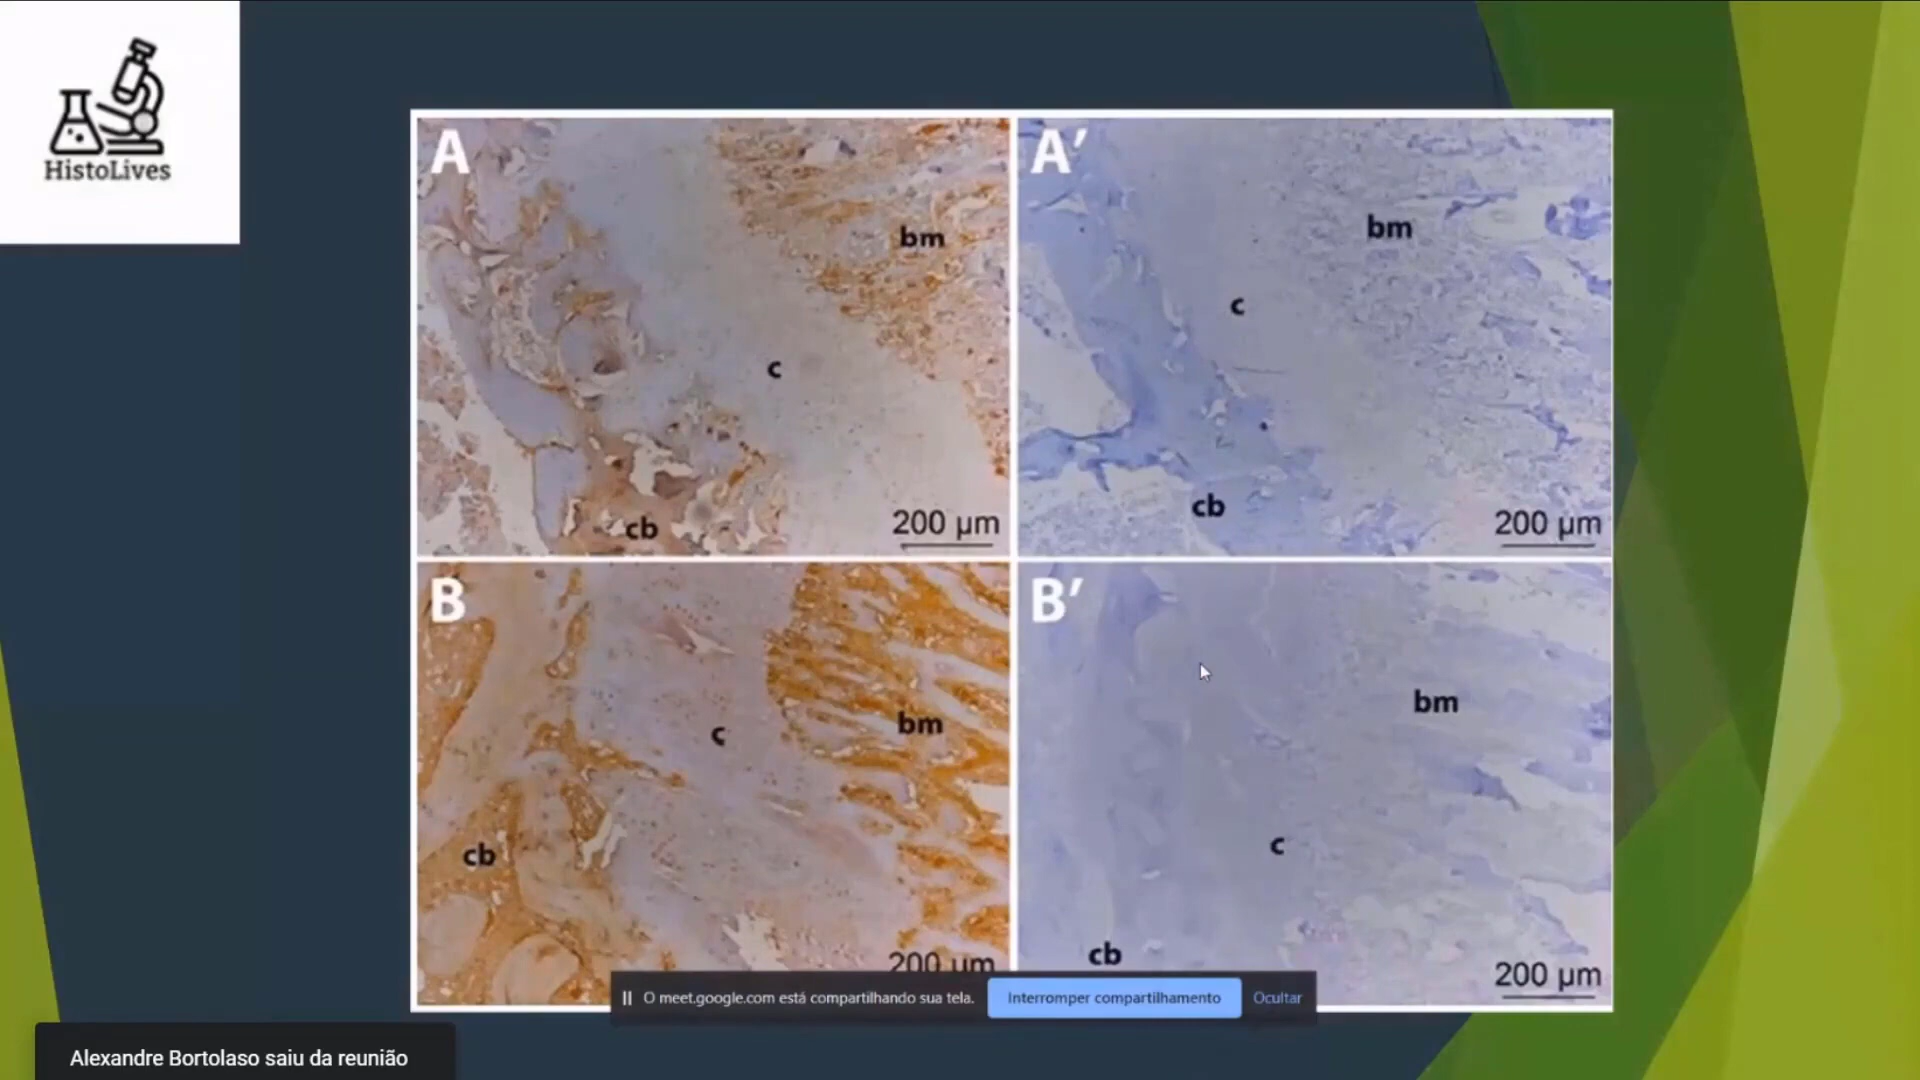 HistoLives
A
bm
c
cb
200 µm
A′
bm
c
cb
200 µm
B
c
bm
cb
200 µm
B′
bm
c
cb
200 µm
O meet.google.com está compartilhando sua tela.
Interromper compartilhamento
Ocultar
Alexandre Bortolaso saiu da reunião